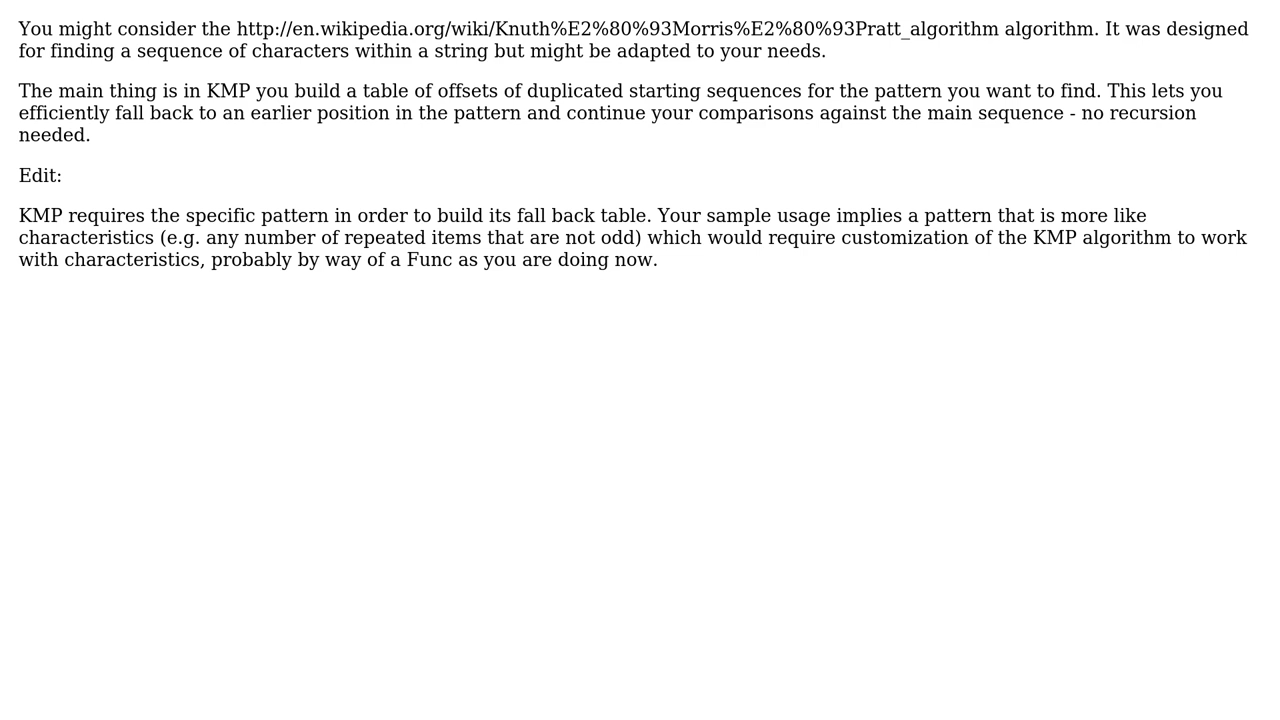 You might consider the http://en.wikipedia.org/wiki/Knuth%E2%80%93Morris%E2%80%93Pratt_algorithm algorithm. It was designed
for finding a sequence of characters within a string but might be adapted to your needs.
The main thing is in KMP you build a table of offsets of duplicated starting sequences for the pattern you want to find. This lets you
efficiently fall back to an earlier position in the pattern and continue your comparisons against the main sequence - no recursion
needed.
Edit:
KMP requires the specific pattern in order to build its fall back table. Your sample usage implies a pattern that is more like
characteristics (e.g. any number of repeated items that are not odd) which would require customization of the KMP algorithm to work
with characteristics, probably by way of a Func as you are doing now.